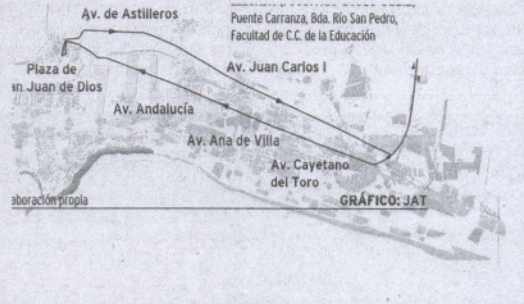 Puente Carranza, Bda. Río San Pedro,
Facultad de C.C. de la Educación
Av. de Astilleros
Av. Juan Carlos I
Plaza de
an Juan de Dios
Av. Andalucía
Av. Ana de Villa
Av. Cayetano
del Toro
aboración propia
GRÁFICO: JAT